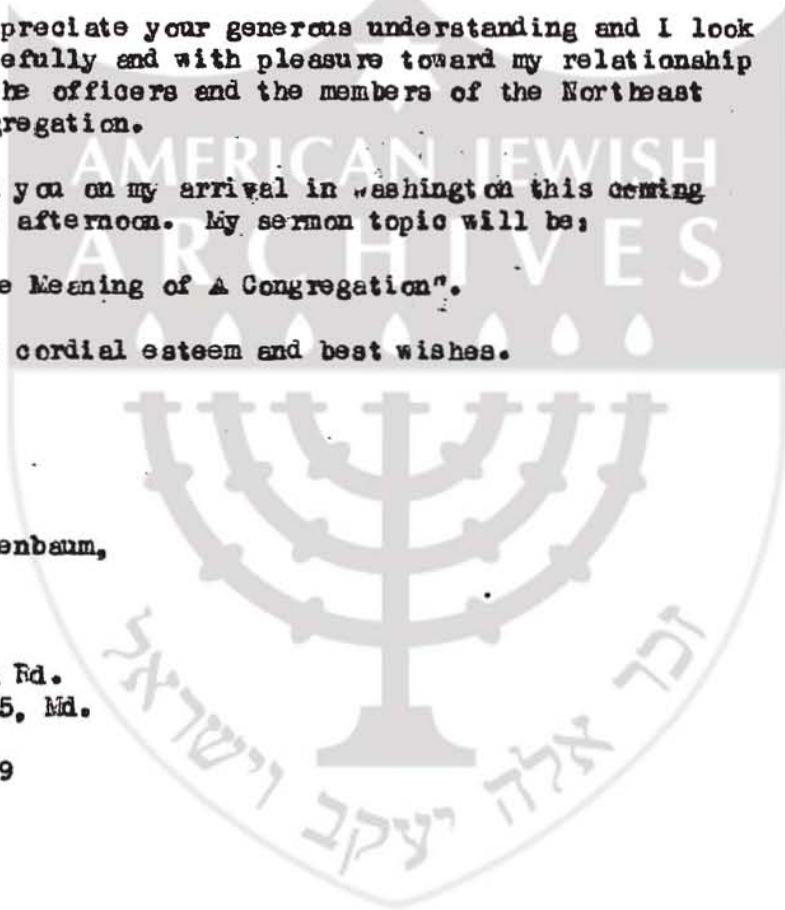 preciate your generous understanding and I look
efully and with pleasure toward my relationship
he officers and the members of the Northeast
regation.
AMERICAN JEWISH
you on my arrival in Washington this coming
afternoon. My sermon topic will be:
ARCHIVES
e Meaning of A Congregation".
cordial esteem and best wishes.
enbaum,
Rd.
5, Md.
9
זכר אלה יעקב וישראל